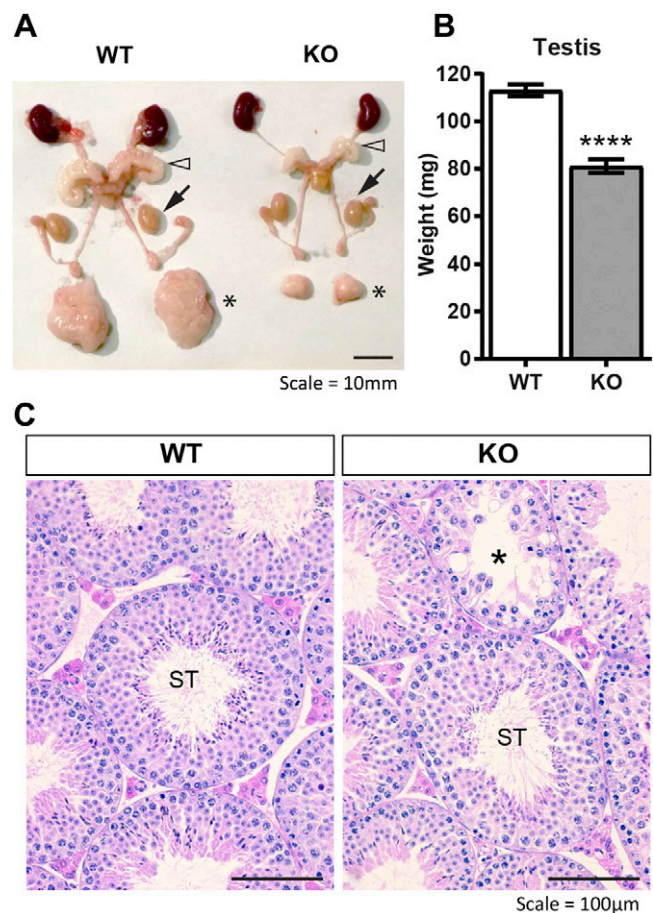 A
WT
KO
*
*
Scale = 10mm
B
Testis
Weight (mg)
120
100
80
60
40
20
0
****
WT
KO
C
WT
KO
ST
*
ST
Scale = 100µm